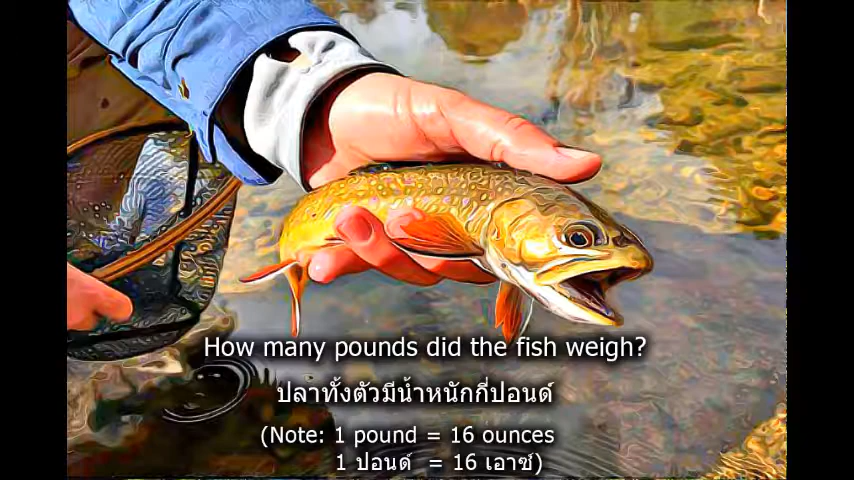 How many pounds did the fish weigh?
ปลาทั้งตัวมีน้ำหนักกี่ปอนด์
(Note: 1 pound = 16 ounces
1 ปอนด์ = 16 เอาซ์)